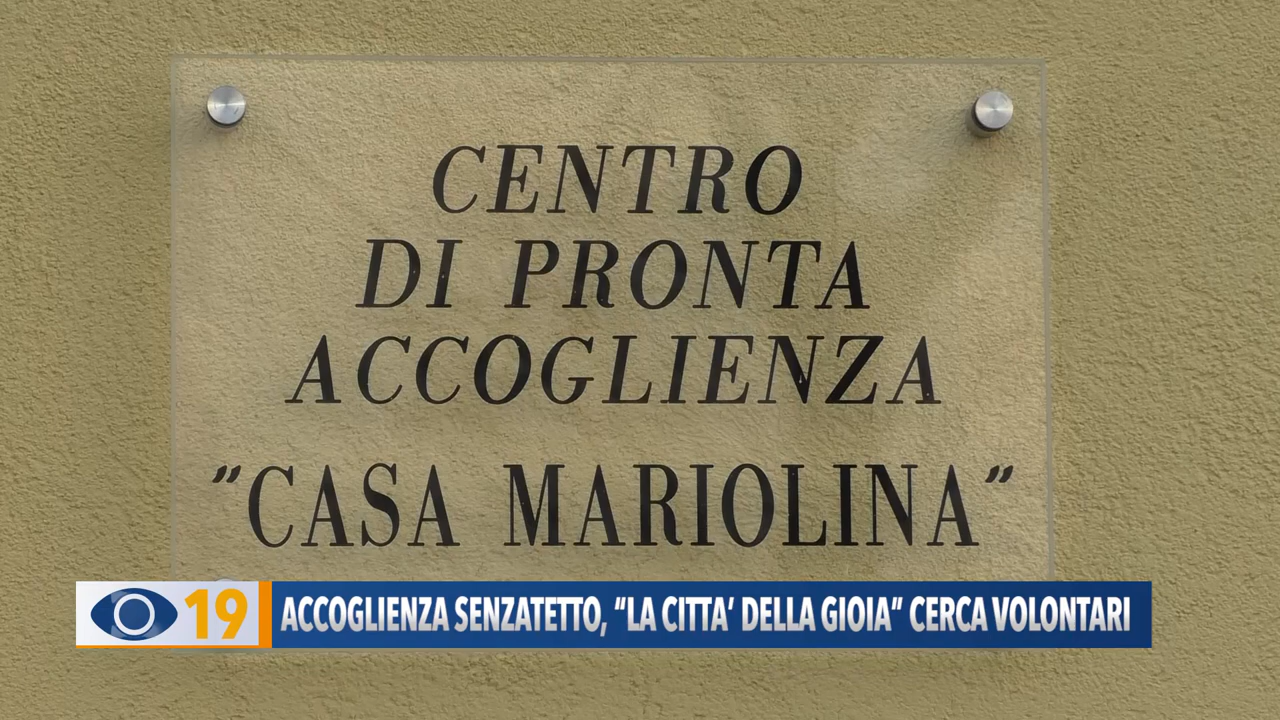 CENTRO
DI PRONTA
ACCOGLIENZA
"CASA MARIOLINA"
19
ACCOGLIENZA SENZATETTO, “LA CITTA’ DELLA GIOIA” CERCA VOLONTARI